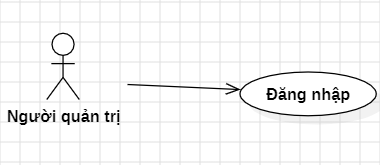 Người quản trị
Đăng nhập